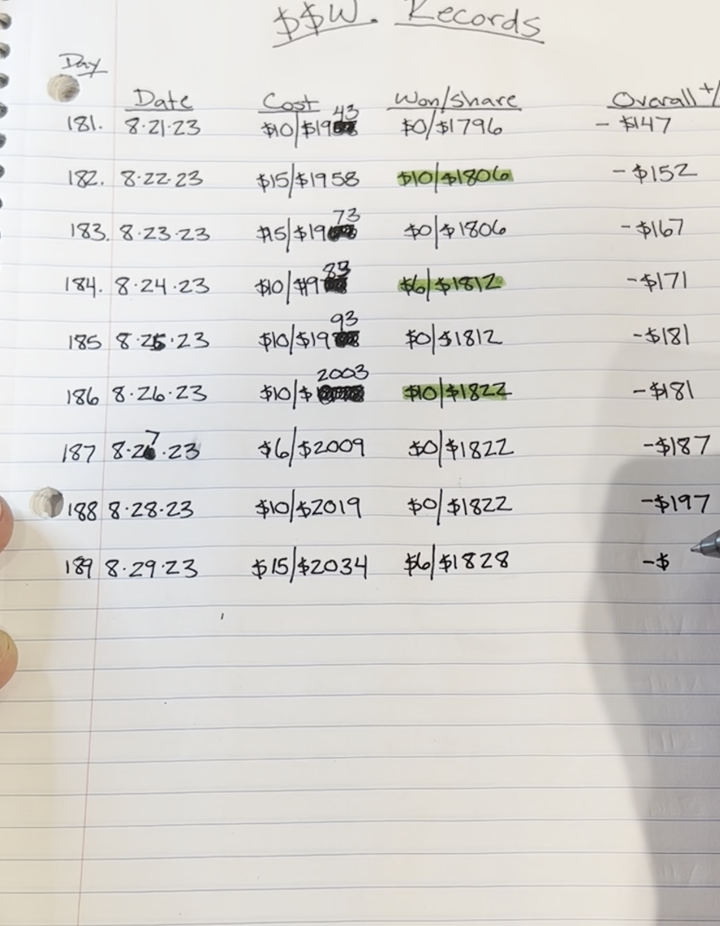 $$W. Records
Day
Date Cost Won/share Overall +/
181. 8·21·23 $10/$1943 $0/$1796 - $147
182. 8·22·23 $15/$1958 $10/$1806 - $152
183. 8·23·23 $15/$1973 $0/$1806 - $167
184. 8·24·23 $10/$1983 $6/$1812 - $171
185 8·25·23 $10/$1993 $0/$1812 - $181
186 8·26·23 $10/$2003 $10/$1822 - $181
187 8·27·23 $6/$2009 $0/$1822 - $187
188 8·28·23 $10/$2019 $0/$1822 - $197
189 8·29·23 $15/$2034 $6/$1828 - $